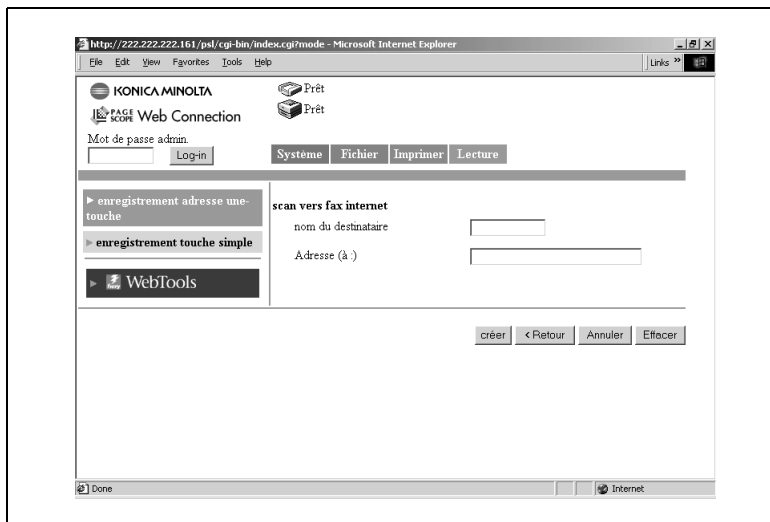 http://222.222.222.161/psl/cgi-bin/index.cgi?mode - Microsoft Internet Explorer
File Edit View Favorites Tools Help
Links »
KONICA MINOLTA
Prêt
PAGE SCOPE Web Connection
Prêt
Mot de passe admin.
Log-in
Système Fichier Imprimer Lecture
enregistrement adresse une-
touche
scan vers fax internet
nom du destinataire
enregistrement touche simple
Adresse (à :)
WebTools
créer < Retour Annuler Effacer
Done
Internet